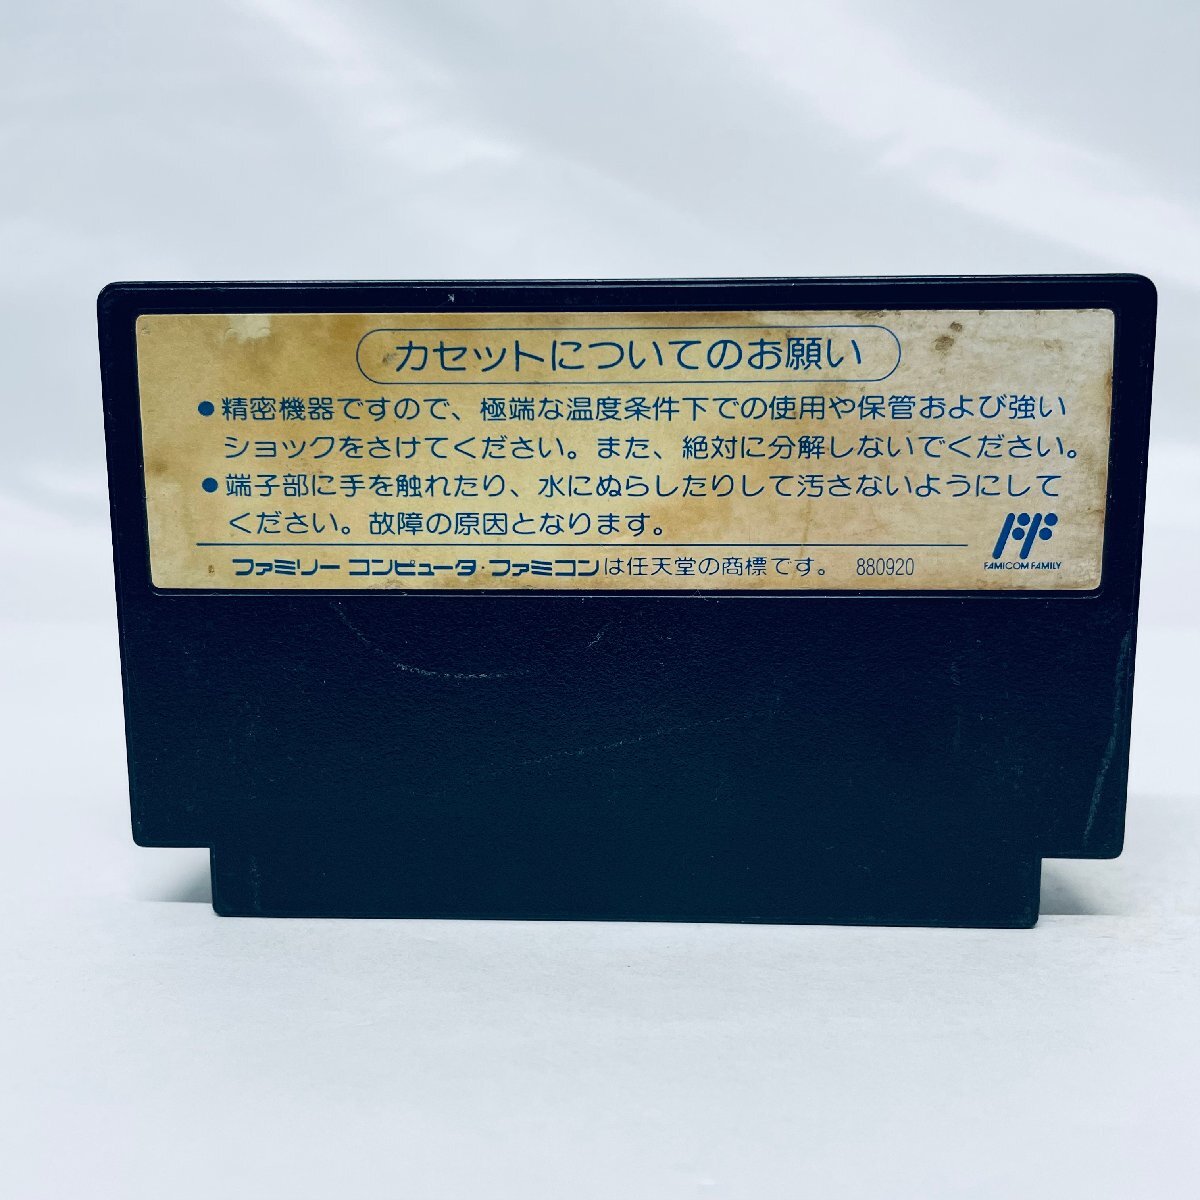 カセットについてのお願い
●精密機器ですので、極端な温度条件下での使用や保管および強い
ショックをさけてください。また、絶対に分解しないでください。
●端子部に手を触れたり、水にぬらしたりして汚さないようにして
ください。故障の原因となります。
ファミリー コンピュータ・ファミコンは任天堂の商標です。 880920
FAMICOM FAMILY